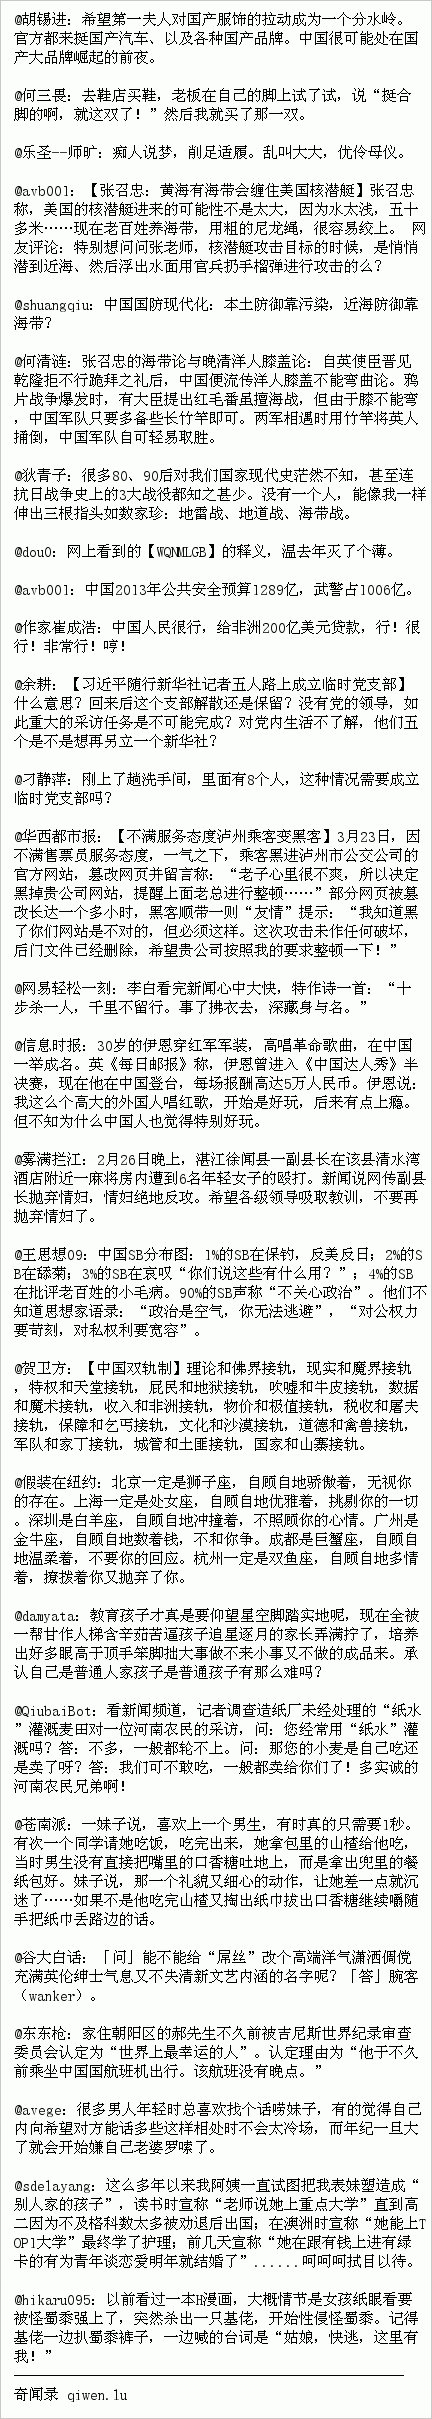 @胡锡进：希望第一夫人对国产服饰的拉动成为一个分水岭。
官方都来挺国产汽车、以及各种国产品牌。中国很可能处在国
产大品牌崛起的前夜。
@何三畏：去鞋店买鞋，老板在自己的脚上试了试，说“挺合
脚的啊，就这双了！”然后我就买了那一双。
@乐圣--师旷：痴人说梦，削足适履。乱叫大大，优伶母仪。
@avb001：【张召忠：黄海有海带会缠住美国核潜艇】张召忠
称，美国的核潜艇进来的可能性不是太大，因为水太浅，五十
多米……现在老百姓养海带，用粗的尼龙绳，很容易绞上。 网
友评论：特别想问问张老师，核潜艇攻击目标的时候，是悄悄
潜到近海、然后浮出水面用官兵扔手榴弹进行攻击的么？
@shuangqiu：中国国防现代化：本土防御靠污染，近海防御靠
海带？
@何清涟：张召忠的海带论与晚清洋人膝盖论：自英使臣晋见
乾隆拒不行跪拜之礼后，中国便流传洋人膝盖不能弯曲论。鸦
片战争爆发时，有大臣提出红毛番虽擅海战，但由于膝不能弯
，中国军队只要多备些长竹竿即可。两军相遇时用竹竿将英人
捅倒，中国军队自可轻易取胜。
@狄青子：很多80、90后对我们国家现代史茫然不知，甚至连
抗日战争史上的3大战役都知之甚少。没有一个人，能像我一样
伸出三根指头如数家珍：地雷战、地道战、海带战。
@dou0：网上看到的【WQNMLGB】的释义，温去年灭了个薄。
@avb001：中国2013年公共安全预算1289亿，武警占1006亿。
@作家崔成浩：中国人民很行，给非洲200亿美元贷款，行！很
行！非常行！哼！
@余耕：【习近平随行新华社记者五人路上成立临时党支部】
什么意思？回来后这个支部解散还是保留？没有党的领导，如
此重大的采访任务是不可能完成？对党内生活不了解，他们五
个是不是想再另立一个新华社？
@刁静萍：刚上了趟洗手间，里面有8个人，这种情况需要成立
临时党支部吗？
@华西都市报：【不满服务态度泸州乘客变黑客】3月23日，因
不满售票员服务态度，一气之下，乘客黑进泸州市公交公司的
官方网站，篡改网页并留言称：“老子心里很不爽，所以决定
黑掉贵公司网站，提醒上面老总进行整顿……”部分网页被篡
改长达一个多小时，黑客顺带一则“友情”提示：“我知道黑
了你们网站是不对的，但必须这样。这次攻击未作任何破坏，
后门文件已经删除，希望贵公司按照我的要求整顿一下！”
@网易轻松一刻：李白看完新闻心中大快，特作诗一首：“十
步杀一人，千里不留行。事了拂衣去，深藏身与名。”
@信息时报：30岁的伊恩穿红军军装，高唱革命歌曲，在中国
一举成名。英《每日邮报》称，伊恩曾进入《中国达人秀》半
决赛，现在他在中国登台，每场报酬高达5万人民币。伊恩说：
我这么个高大的外国人唱红歌，开始是好玩，后来有点上瘾。
但不知为什么中国人也觉得特别好玩。
@雾满拦江：2月26日晚上，湛江徐闻县一副县长在该县清水湾
酒店附近一麻将房内遭到6名年轻女子的殴打。新闻说网传副县
长抛弃情妇，情妇绝地反攻。希望各级领导吸取教训，不要再
抛弃情妇了。
@王思想09：中国SB分布图：1%的SB在保钓，反美反日；2%的S
B在舔菊；3%的SB在哀叹“你们说这些有什么用？”；4%的SB
在批评老百姓的小毛病。90%的SB声称“不关心政治”。他们不
知道思想家语录：“政治是空气，你无法逃避”，“对公权力
要苛刻，对私权利要宽容”。
@贺卫方：【中国双轨制】理论和佛界接轨，现实和魔界接轨
，特权和天堂接轨，屁民和地狱接轨，吹嘘和牛皮接轨，数据
和魔术接轨，收入和非洲接轨，物价和极值接轨，税收和屠夫
接轨，保障和乞丐接轨，文化和沙漠接轨，道德和禽兽接轨，
军队和家丁接轨，城管和土匪接轨，国家和山寨接轨。
@假装在纽约：北京一定是狮子座，自顾自地骄傲着，无视你
的存在。上海一定是处女座，自顾自地优雅着，挑剔你的一切
。深圳是白羊座，自顾自地冲撞着，不照顾你的心情。广州是
金牛座，自顾自地数着钱，不和你争。成都是巨蟹座，自顾自
地温柔着，不要你的回应。杭州一定是双鱼座，自顾自地多情
着，撩拨着你又抛弃了你。
@damyata：教育孩子才真是要仰望星空脚踏实地呢，现在全被
一帮甘作人梯含辛茹苦逼孩子追星逐月的家长弄满拧了，培养
出好多眼高于顶手笨脚拙大事做不来小事又不做的成品来。承
认自己是普通人家孩子是普通孩子有那么难吗？
@QiubaiBot：看新闻频道，记者调查造纸厂未经处理的“纸水
”灌溉麦田对一位河南农民的采访，问：您经常用“纸水”灌
溉吗？答：不多，一般都轮不上。问：那您的小麦是自己吃还
是卖了呀？答：我们可不敢吃，一般都卖给你们了！多实诚的
河南农民兄弟啊！
@苍南派：一妹子说，喜欢上一个男生，有时真的只需要1秒。
有次一个同学请她吃饭，吃完出来，她拿包里的山楂给他吃，
当时男生没有直接把嘴里的口香糖吐地上，而是拿出兜里的餐
纸包好。妹子说，那一个礼貌又细心的动作，让她差一点就沉
迷了……如果不是他吃完山楂又掏出纸巾拔出口香糖继续嚼随
手把纸巾丢路边的话。
@谷大白话：「问」能不能给“屌丝”改个高端洋气潇洒倜傥
充满英伦绅士气息又不失清新文艺内涵的名字呢？「答」腕客
（wanker）。
@东东枪：家住朝阳区的郝先生不久前被吉尼斯世界纪录审查
委员会认定为“世界上最幸运的人”。认定理由为“他于不久
前乘坐中国国航班机出行。该航班没有晚点。”
@avege：很多男人年轻时总喜欢找个话唠妹子，有的觉得自己
内向希望对方能话多些这样相处时不会太冷场，而年纪一旦大
了就会开始嫌自己老婆罗嗦了。
@sdelayang：这么多年以来我阿姨一直试图把我表妹塑造成“
别人家的孩子”，读书时宣称“老师说她上重点大学”直到高
二因为不及格科数太多被劝退后出国；在澳洲时宣称“她能上T
OP1大学”最终学了护理；前几天宣称“她在跟有钱上进有绿
卡的有为青年谈恋爱明年就结婚了”......呵呵呵拭目以待。
@hikaru095：以前看过一本H漫画，大概情节是女孩纸眼看要
被怪蜀黍强上了，突然杀出一只基佬，开始性侵怪蜀黍。记得
基佬一边扒蜀黍裤子，一边喊的台词是“姑娘，快逃，这里有
我！”
奇闻录 qiwen.lu